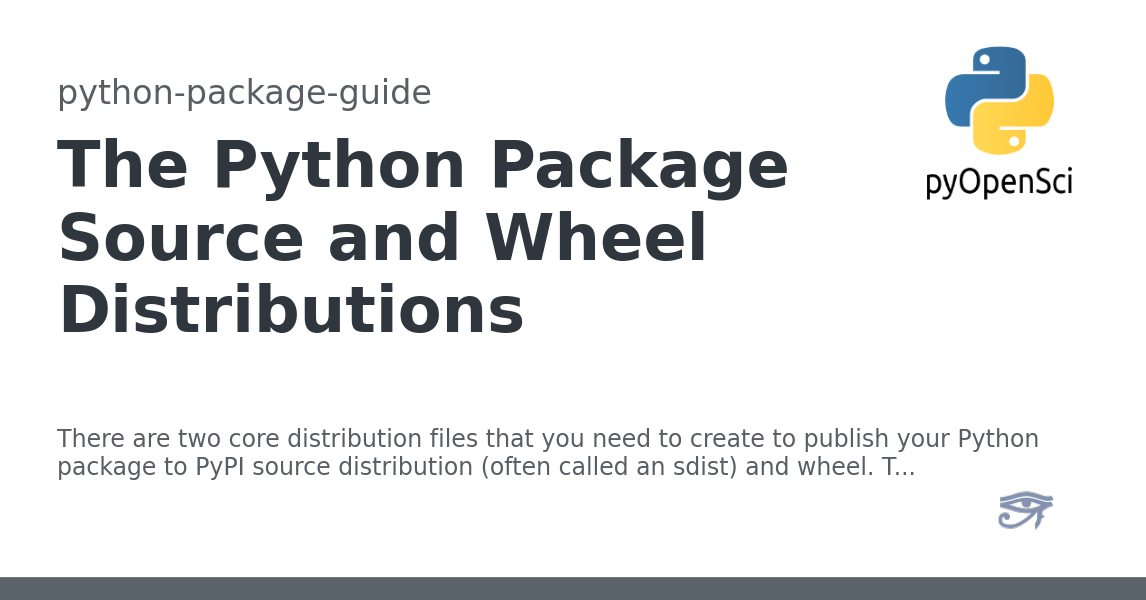 python-package-guide
The Python Package
Source and Wheel
Distributions
pyOpenSci
There are two core distribution files that you need to create to publish your Python
package to PyPI source distribution (often called an sdist) and wheel. T...